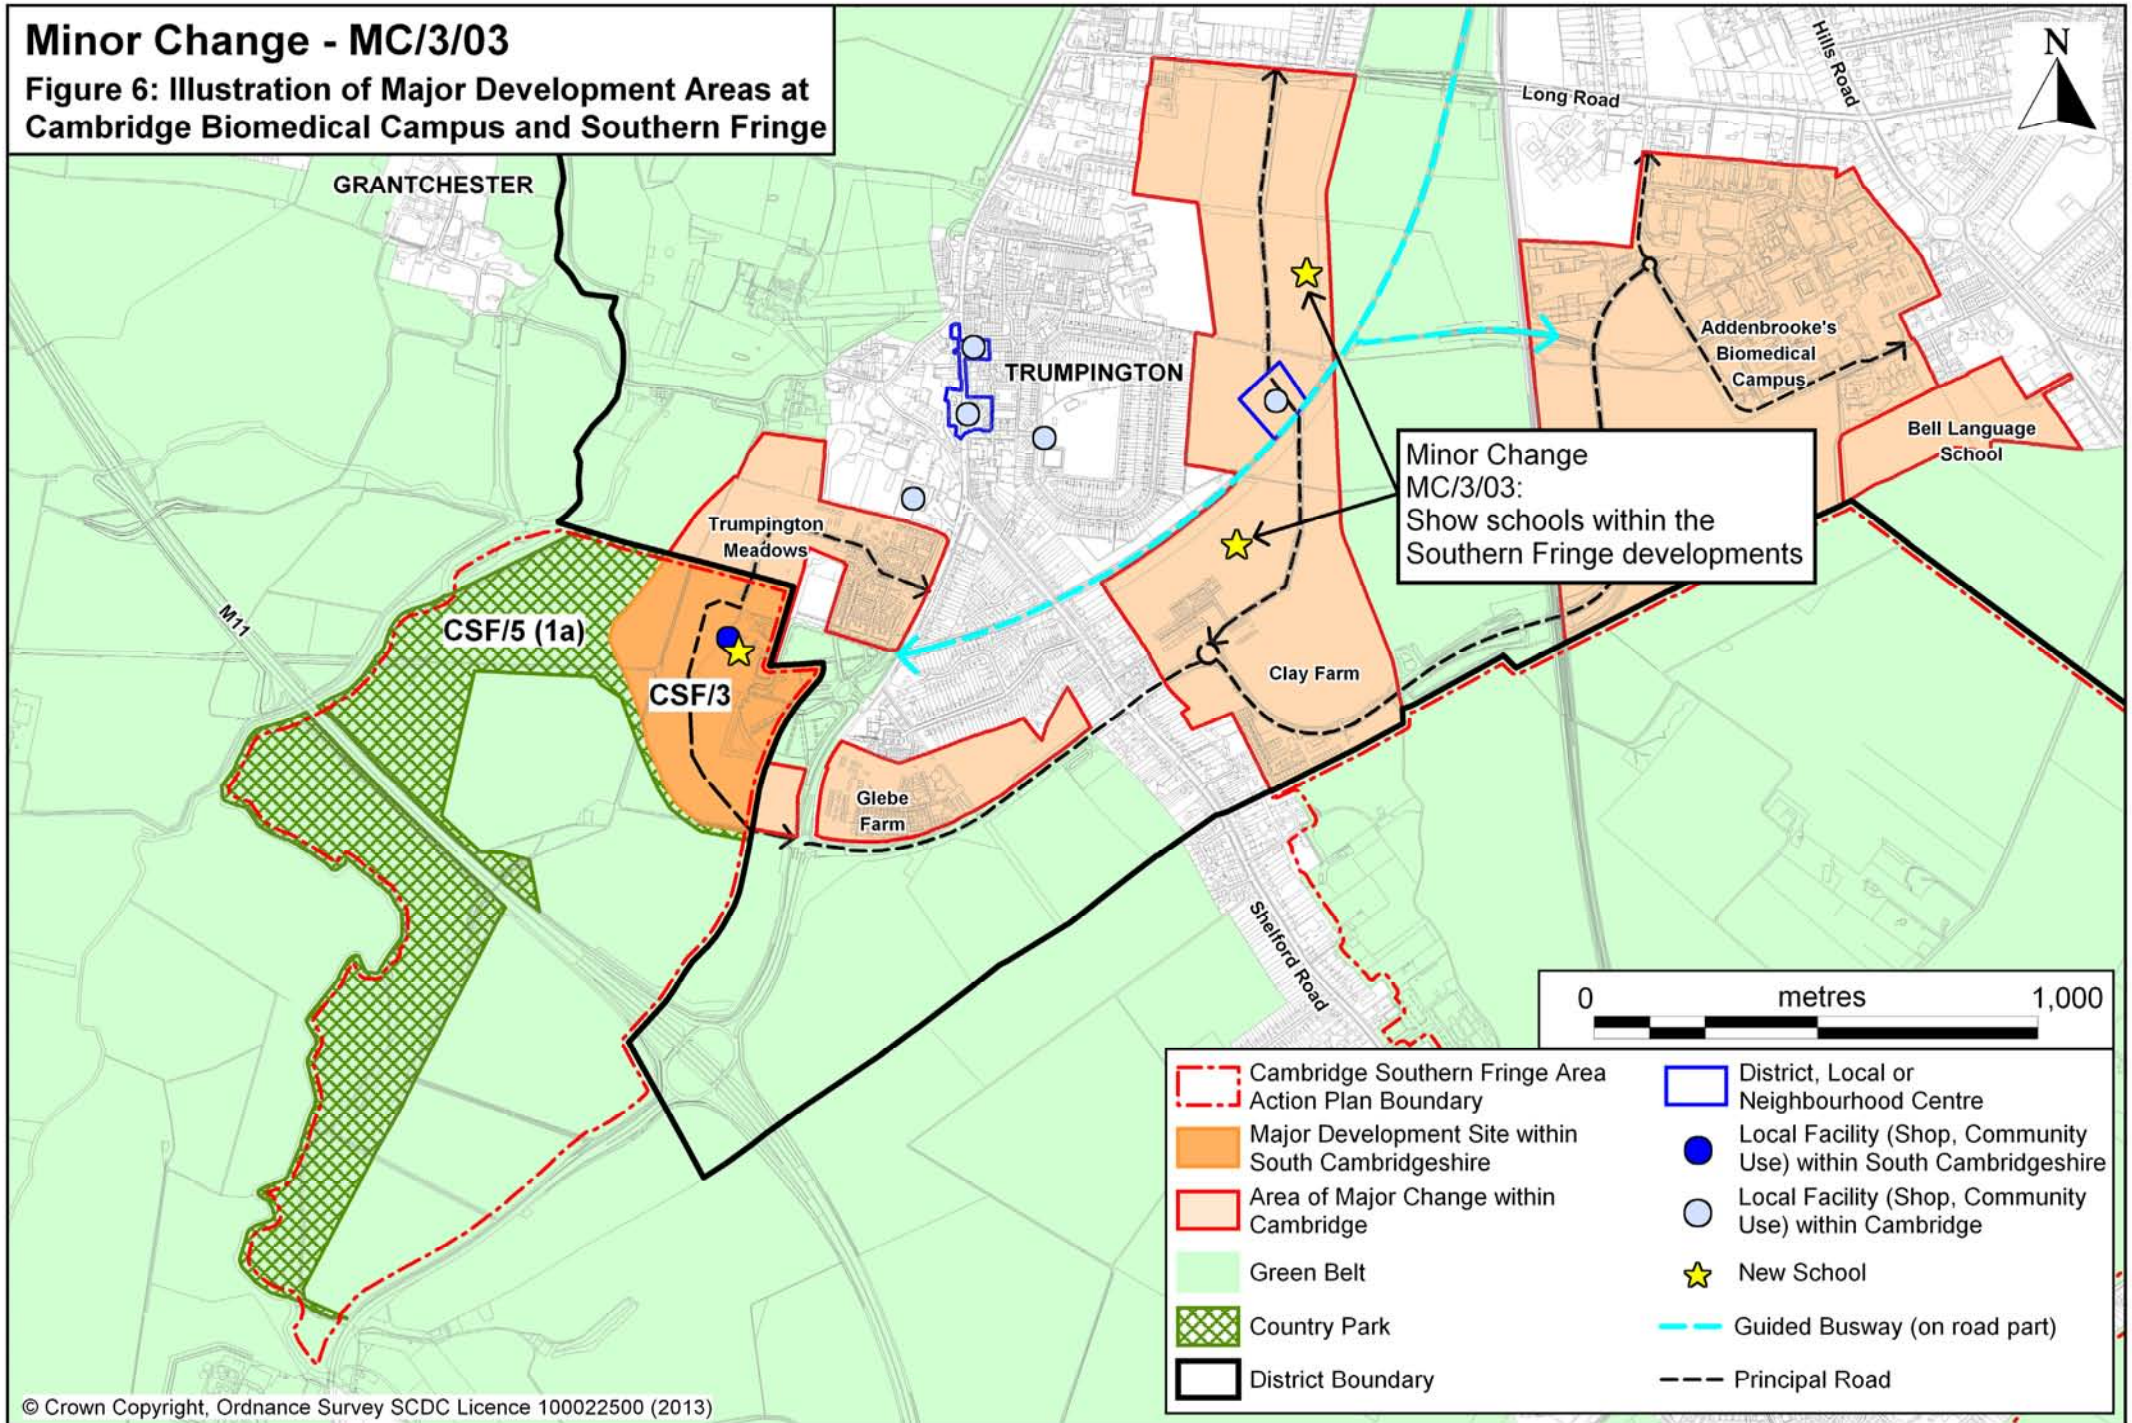 Minor Change - MC/3/03
Figure 6: Illustration of Major Development Areas at
Cambridge Biomedical Campus and Southern Fringe
N
Hills Road
Long Road
GRANTCHESTER
TRUMPINGTON
Addenbrooke's
Biomedical
Campus
Bell Language
School
Minor Change
MC/3/03:
Show schools within the
Southern Fringe developments
Trumpington
Meadows
M11
CSF/5 (1a)
CSF/3
Clay Farm
Glebe
Farm
Shelford Road
0 metres 1,000
Cambridge Southern Fringe Area
Action Plan Boundary
Major Development Site within
South Cambridgeshire
Area of Major Change within
Cambridge
Green Belt
Country Park
District Boundary
District, Local or
Neighbourhood Centre
Local Facility (Shop, Community
Use) within South Cambridgeshire
Local Facility (Shop, Community
Use) within Cambridge
New School
Guided Busway (on road part)
Principal Road
© Crown Copyright, Ordnance Survey SCDC Licence 100022500 (2013)